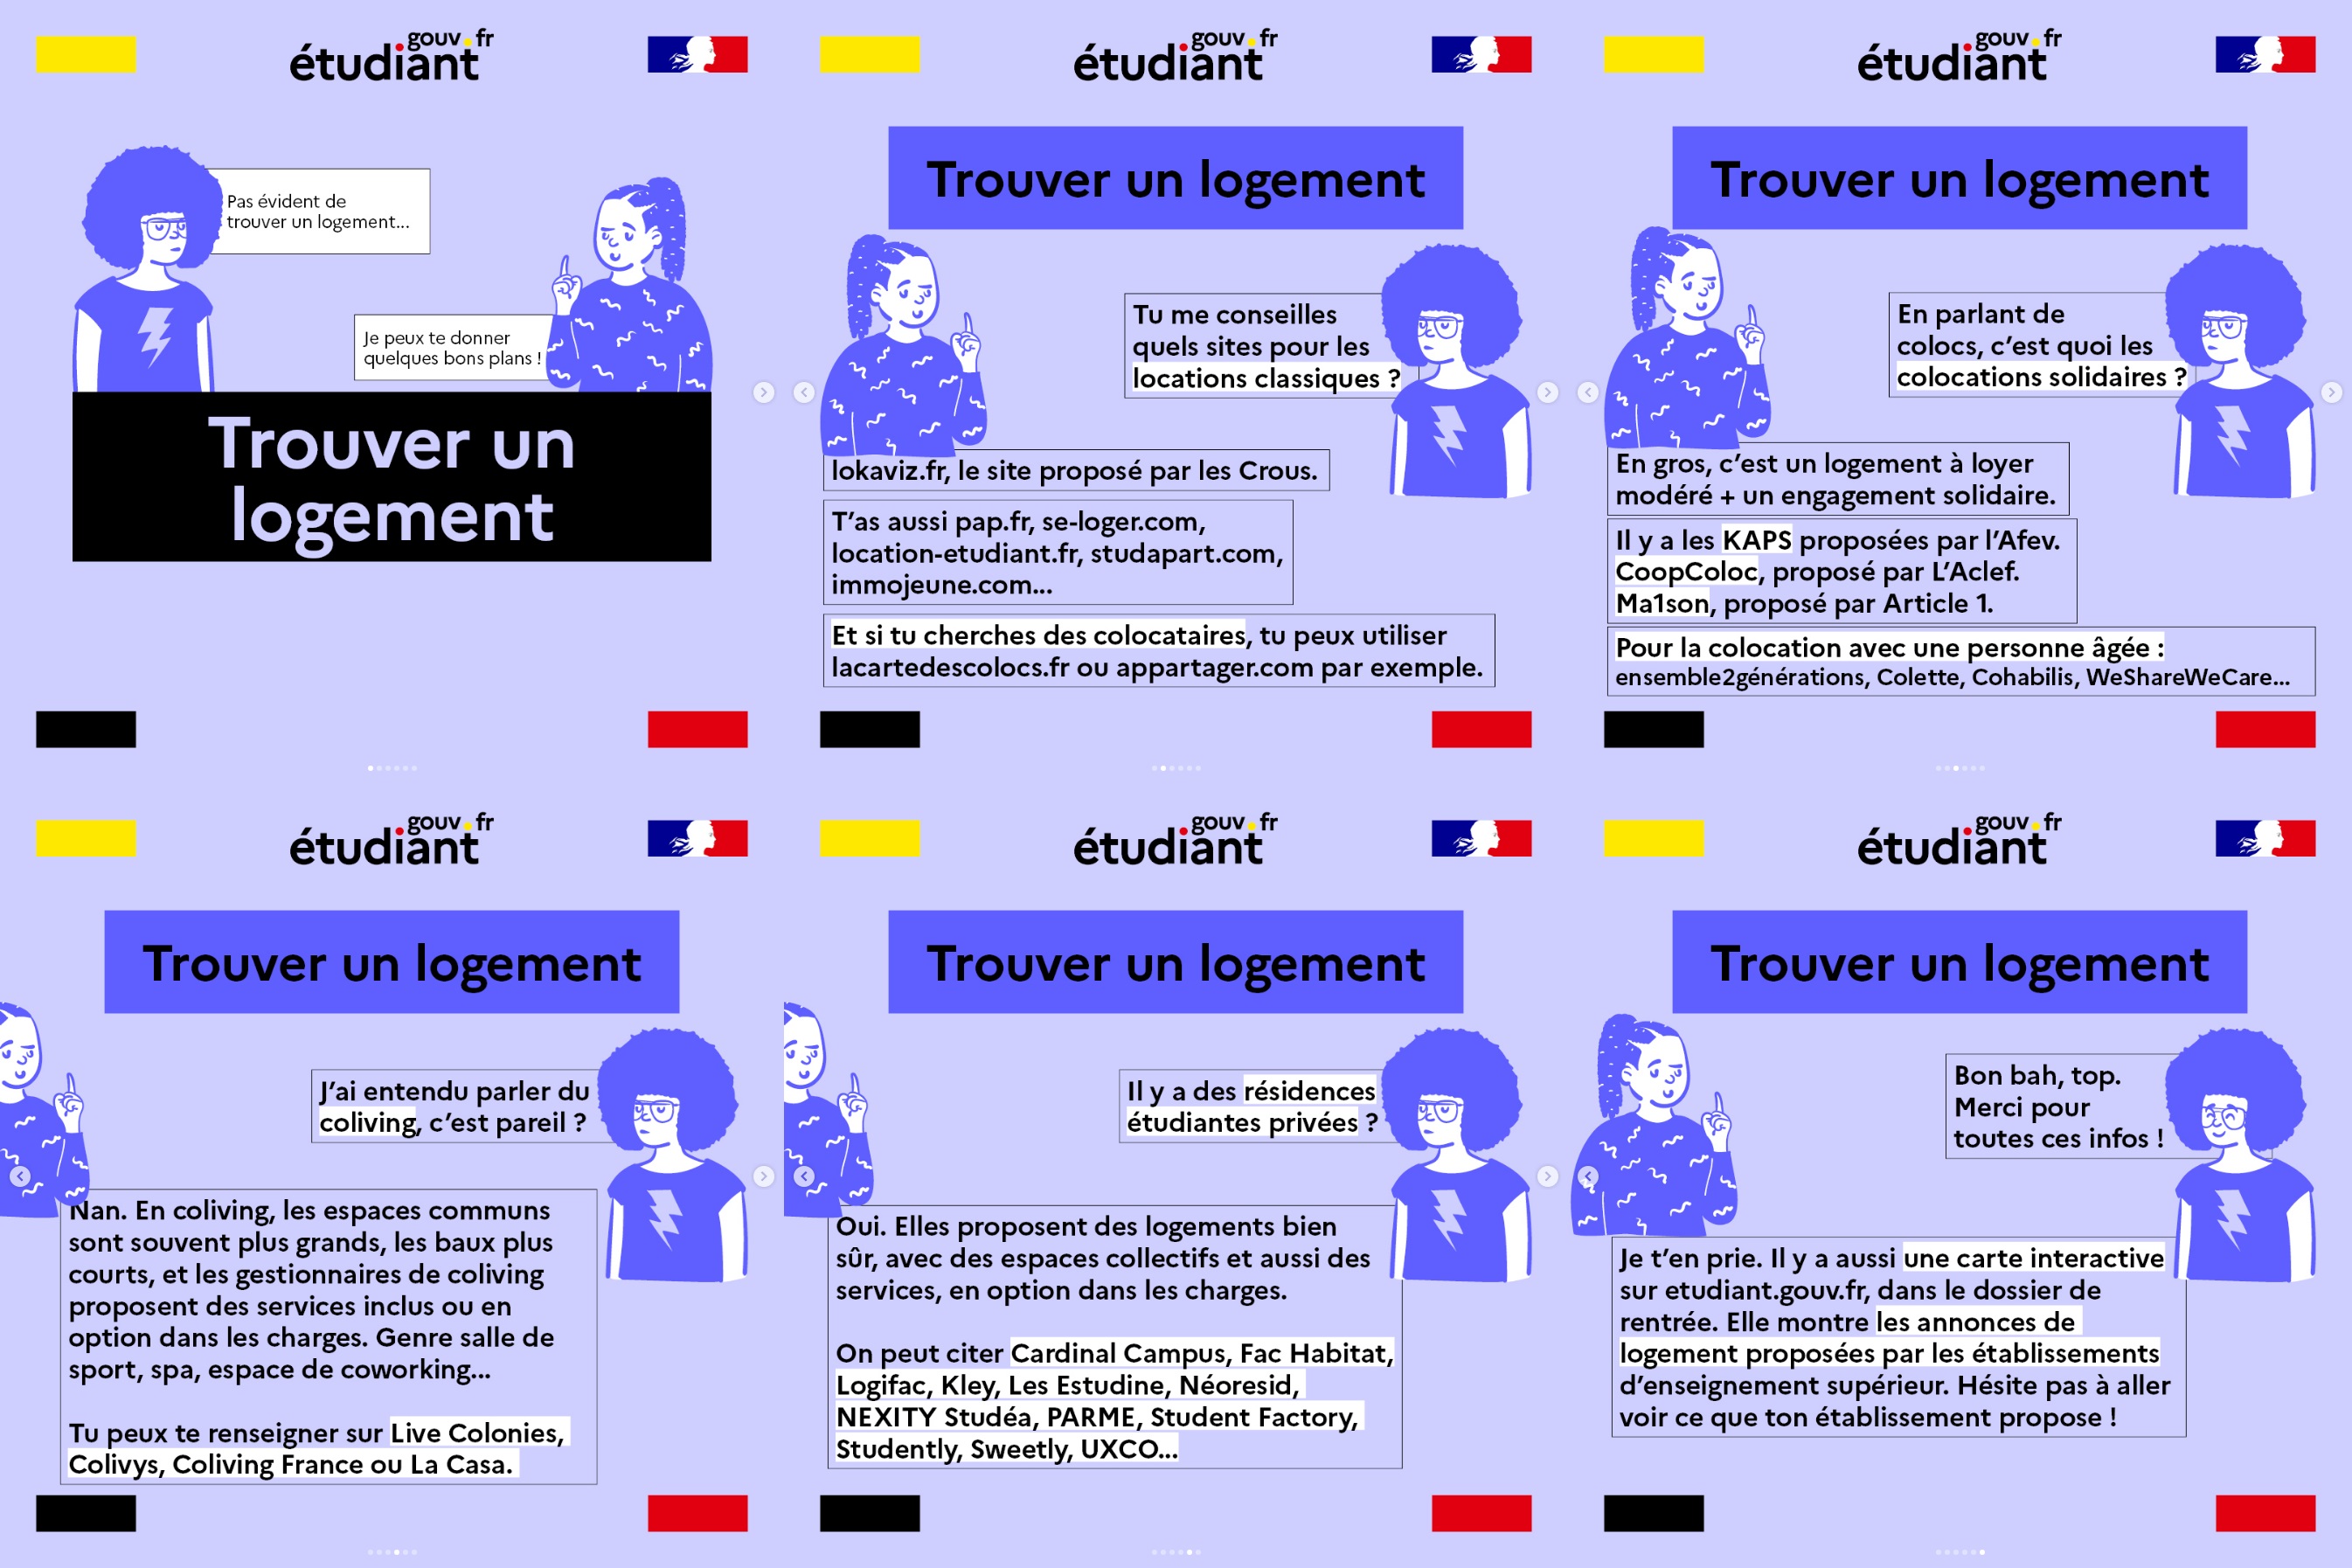 gouv.fr
étudiant
Pas évident de
trouver un logement...
Je peux te donner
quelques bons plans !
Trouver un
logement
gouv.fr
étudiant
Trouver un logement
Tu me conseilles
quels sites pour les
locations classiques ?
lokaviz.fr, le site proposé par les Crous.
T'as aussi pap.fr, se-loger.com,
location-etudiant.fr, studapart.com,
immojeune.com...
Et si tu cherches des colocataires, tu peux utiliser
lacartedescolocs.fr ou appartager.com par exemple.
gouv.fr
étudiant
Trouver un logement
En parlant de
colocs, c'est quoi les
colocations solidaires ?
En gros, c'est un logement à loyer
modéré + un engagement solidaire.
Il y a les KAPS proposées par l'Afev.
CoopColoc, proposé par L'Aclef.
Ma1son, proposé par Article 1.
Pour la colocation avec une personne âgée :
ensemble2générations, Colette, Cohabilis, WeShareWeCare...
gouv.fr
étudiant
Trouver un logement
J'ai entendu parler du
coliving, c'est pareil ?
Nan. En coliving, les espaces communs
sont souvent plus grands, les baux plus
courts, et les gestionnaires de coliving
proposent des services inclus ou en
option dans les charges. Genre salle de
sport, spa, espace de coworking...
Tu peux te renseigner sur Live Colonies,
Colivys, Coliving France ou La Casa.
gouv.fr
étudiant
Trouver un logement
Il y a des résidences
étudiantes privées ?
Oui. Elles proposent des logements bien
sûr, avec des espaces collectifs et aussi des
services, en option dans les charges.
On peut citer Cardinal Campus, Fac Habitat,
Logifac, Kley, Les Estudine, Néoresid,
NEXITY Studéa, PARME, Student Factory,
Studently, Sweetly, UXCO...
gouv.fr
étudiant
Trouver un logement
Bon bah, top.
Merci pour
toutes ces infos !
Je t'en prie. Il y a aussi une carte interactive
sur etudiant.gouv.fr, dans le dossier de
rentrée. Elle montre les annonces de
logement proposées par les établissements
d'enseignement supérieur. Hésite pas à aller
voir ce que ton établissement propose !